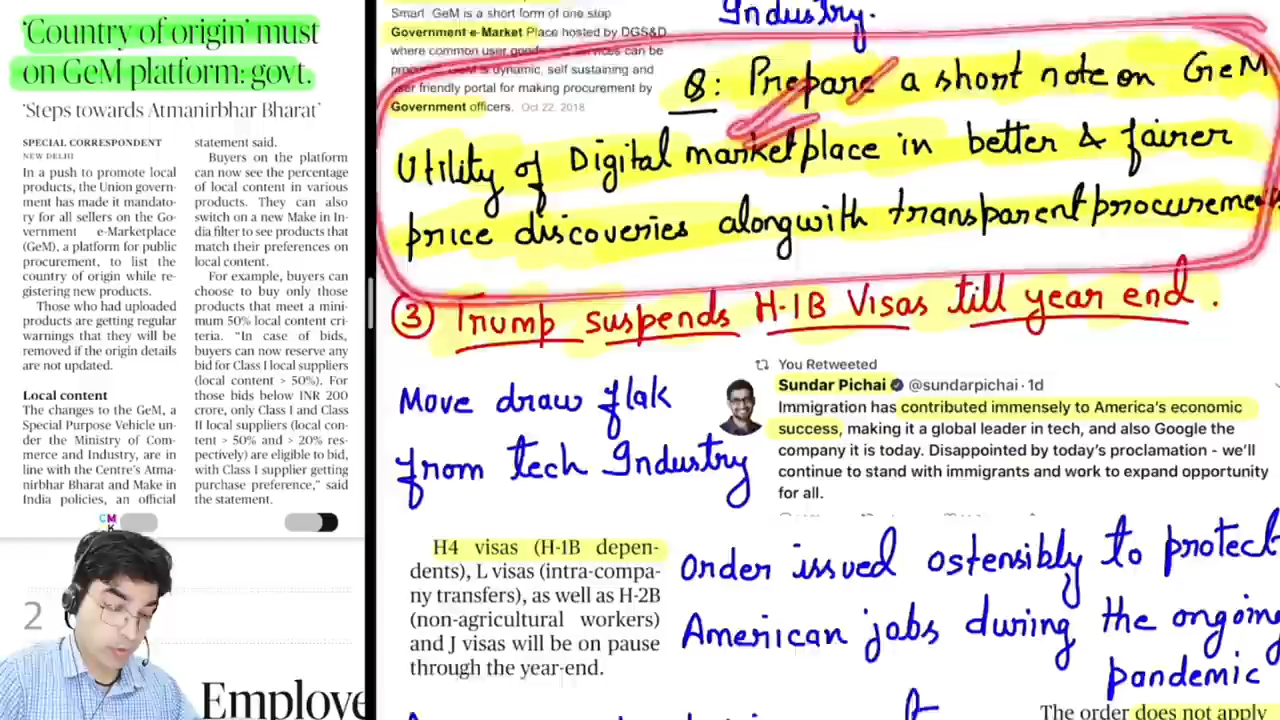 ‘Country of origin’ must
on GeM platform: govt.
‘Steps towards Atmanirbhar Bharat’
SPECIAL CORRESPONDENT
NEW DELHI
In a push to promote local
products, the Union govern-
ment has made it mandato-
ry for all sellers on the Go-
vernment e-Marketplace
(GeM), a platform for public
procurement, to list the
country of origin while re-
gistering new products.
Those who had uploaded
products are getting regular
warnings that they will be
removed if the origin details
are not updated.
Local content
The changes to the GeM, a
Special Purpose Vehicle un-
der the Ministry of Com-
merce and Industry, are in
line with the Centre’s Atma-
nirbhar Bharat and Make in
India policies, an official
statement said.
Buyers on the platform
can now see the percentage
of local content in various
products. They can also
switch on a new Make in In-
dia filter to see products that
match their preferences on
local content.
For example, buyers can
choose to buy only those
products that meet a mini-
mum 50% local content cri-
teria. “In case of bids,
buyers can now reserve any
bid for Class I local suppliers
(local content > 50%). For
those bids below INR 200
crore, only Class I and Class
II local suppliers (local con-
tent > 50% and > 20% res-
pectively) are eligible to bid,
with Class I supplier getting
purchase preference,” said
the statement.
CM
K
2
Employe
Smart GeM is a short form of one stop
Government e-Market Place hosted by DGS&D
where common user goods and services can be
procured. GeM is dynamic, self sustaining and
user friendly portal for making procurement by
Government officers. Oct 22, 2018
Industry.
Q: Prepare a short note on GeM
Utility of Digital marketplace in better & fairer
price discoveries alongwith transparent procurement
③ Trump suspends H-1B Visas till year end.
Move draw flak
from tech Industry
You Retweeted
Sundar Pichai @sundarpichai · 1d
Immigration has contributed immensely to America’s economic
success, making it a global leader in tech, and also Google the
company it is today. Disappointed by today’s proclamation - we’ll
continue to stand with immigrants and work to expand opportunity
for all.
H4 visas (H-1B depen-
dents), L visas (intra-compa-
ny transfers), as well as H-2B
(non-agricultural workers)
and J visas will be on pause
through the year-end.
Order issued ostensibly to protect
American jobs during the ongoing
pandemic
The order does not apply